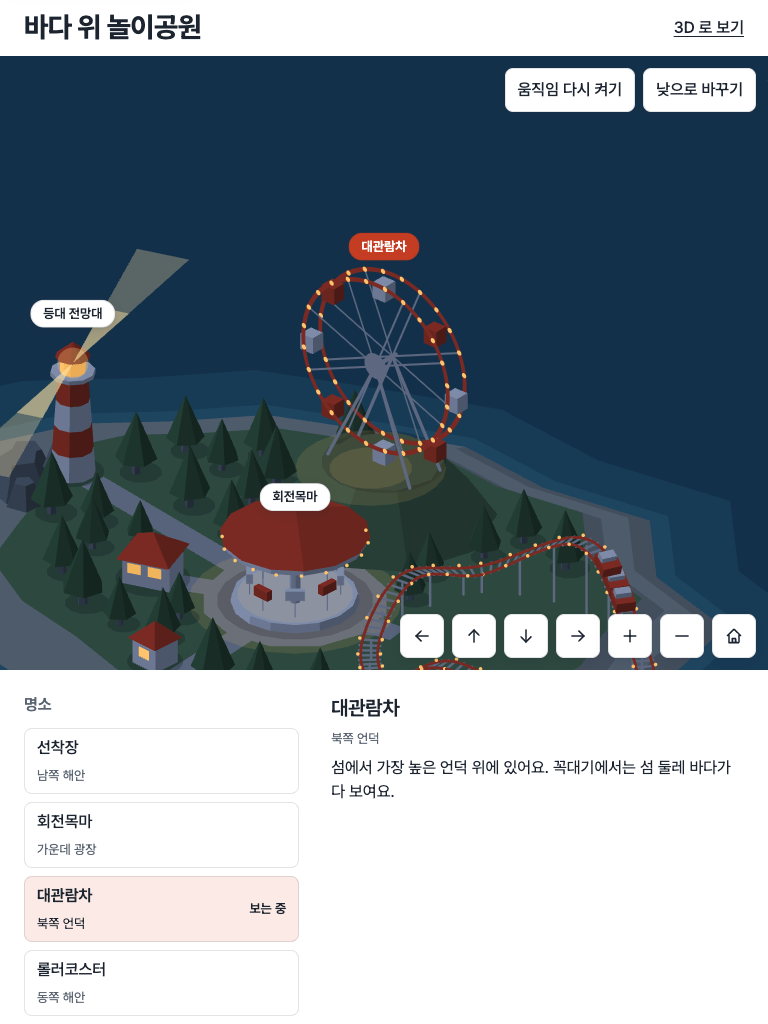 바다 위 놀이공원
3D 로 보기
움직임 다시 켜기
낮으로 바꾸기
대관람차
등대 전망대
회전목마
명소
선착장
남쪽 해안
회전목마
가운데 광장
대관람차
북쪽 언덕
보는 중
롤러코스터
동쪽 해안
대관람차
북쪽 언덕
섬에서 가장 높은 언덕 위에 있어요. 꼭대기에서는 섬 둘레 바다가
다 보여요.